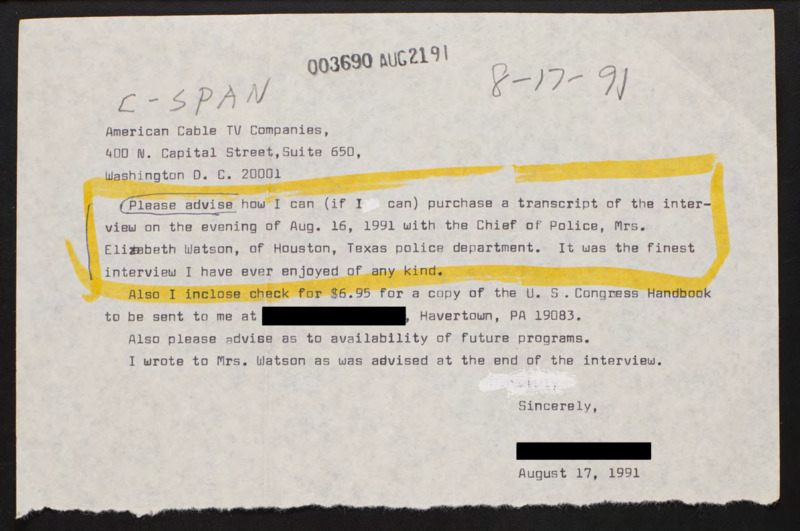 003690 AUG 21 91
8-17-91
C-SPAN
American Cable TV Companies,
400 N. Capital Street,Suite 650,
Washington D. C. 20001
Please advise how I can (if I can) purchase a transcript of the inter-
view on the evening of Aug. 16, 1991 with the Chief of Police, Mrs.
Elizebeth Watson, of Houston, Texas police department. It was the finest
interview I have ever enjoyed of any kind.
Also I inclose check for $6.95 for a copy of the U. S. Congress Handbook
to be sent to me at , Havertown, PA 19083.
Also please advise as to availability of future programs.
I wrote to Mrs. Watson as was advised at the end of the interview.
Sincerely,
August 17, 1991